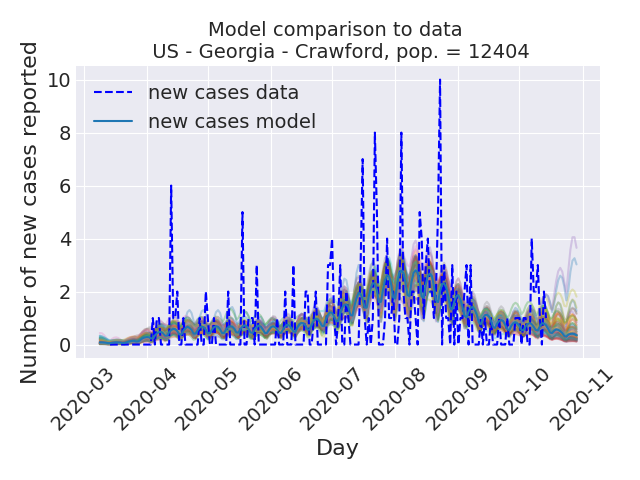 Model comparison to data
US - Georgia - Crawford, pop. = 12404
Number of new cases reported
10
8
6
4
2
0
new cases data
new cases model
2020-03
2020-04
2020-05
2020-06
2020-07
2020-08
2020-09
2020-10
2020-11
Day